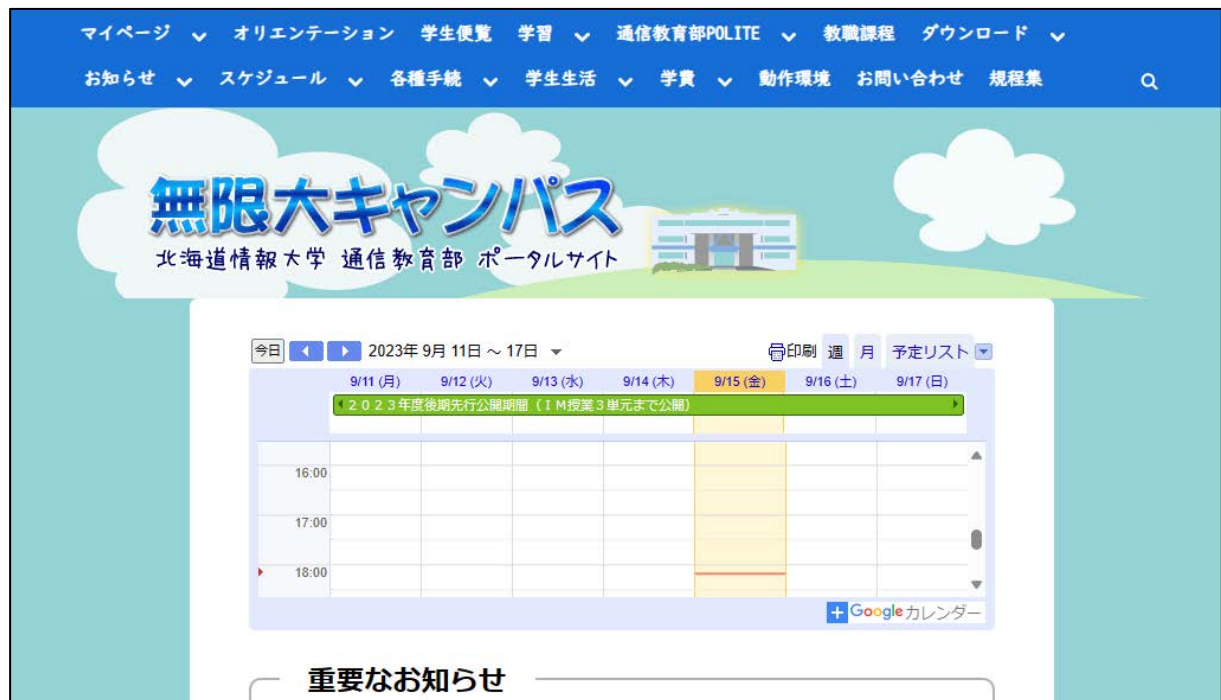 マイページ オリエンテーション 学生便覧 学習 通信教育部POLITE 教職課程 ダウンロード
お知らせ スケジュール 各種手続 学生生活 学費 動作環境 お問い合わせ 規程集
無限大キャンパス
北海道情報大学 通信教育部 ポータルサイト
今日 2023年 9月 11日 ～ 17日 印刷 週 月 予定リスト
9/11 (月) 9/12 (火) 9/13 (水) 9/14 (木) 9/15 (金) 9/16 (土) 9/17 (日)
２０２３年度後期先行公開期間（ＩＭ授業３単元まで公開）
16:00
17:00
18:00
Googleカレンダー
重要なお知らせ